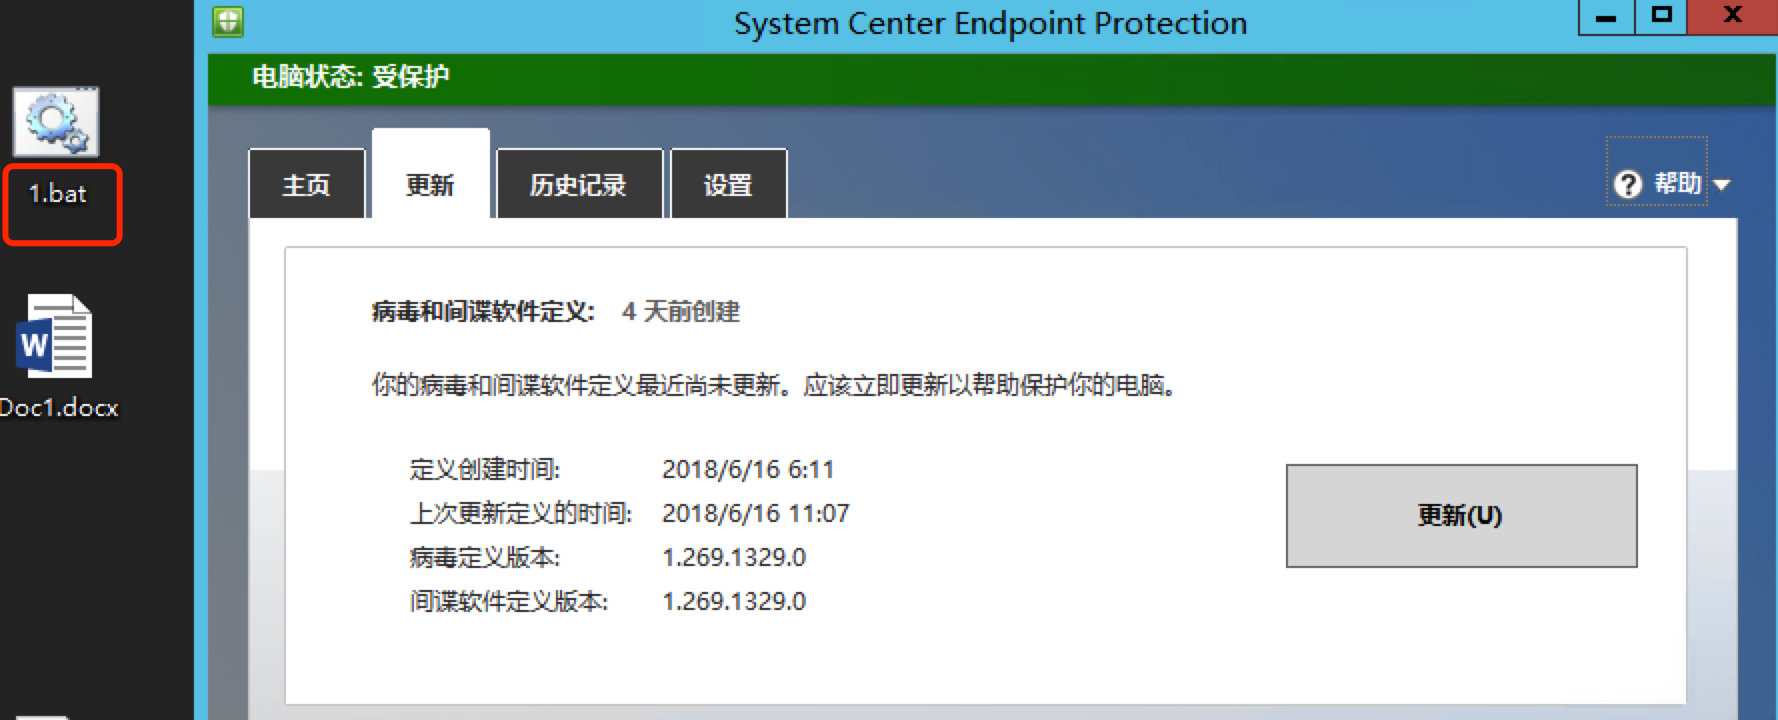 System Center Endpoint Protection
电脑状态: 受保护
1.bat
主页
更新
历史记录
设置
? 帮助
病毒和间谍软件定义: 4 天前创建
你的病毒和间谍软件定义最近尚未更新。应该立即更新以帮助保护你的电脑。
W
Doc1.docx
定义创建时间: 2018/6/16 6:11
上次更新定义的时间: 2018/6/16 11:07
病毒定义版本: 1.269.1329.0
间谍软件定义版本: 1.269.1329.0
更新(U)